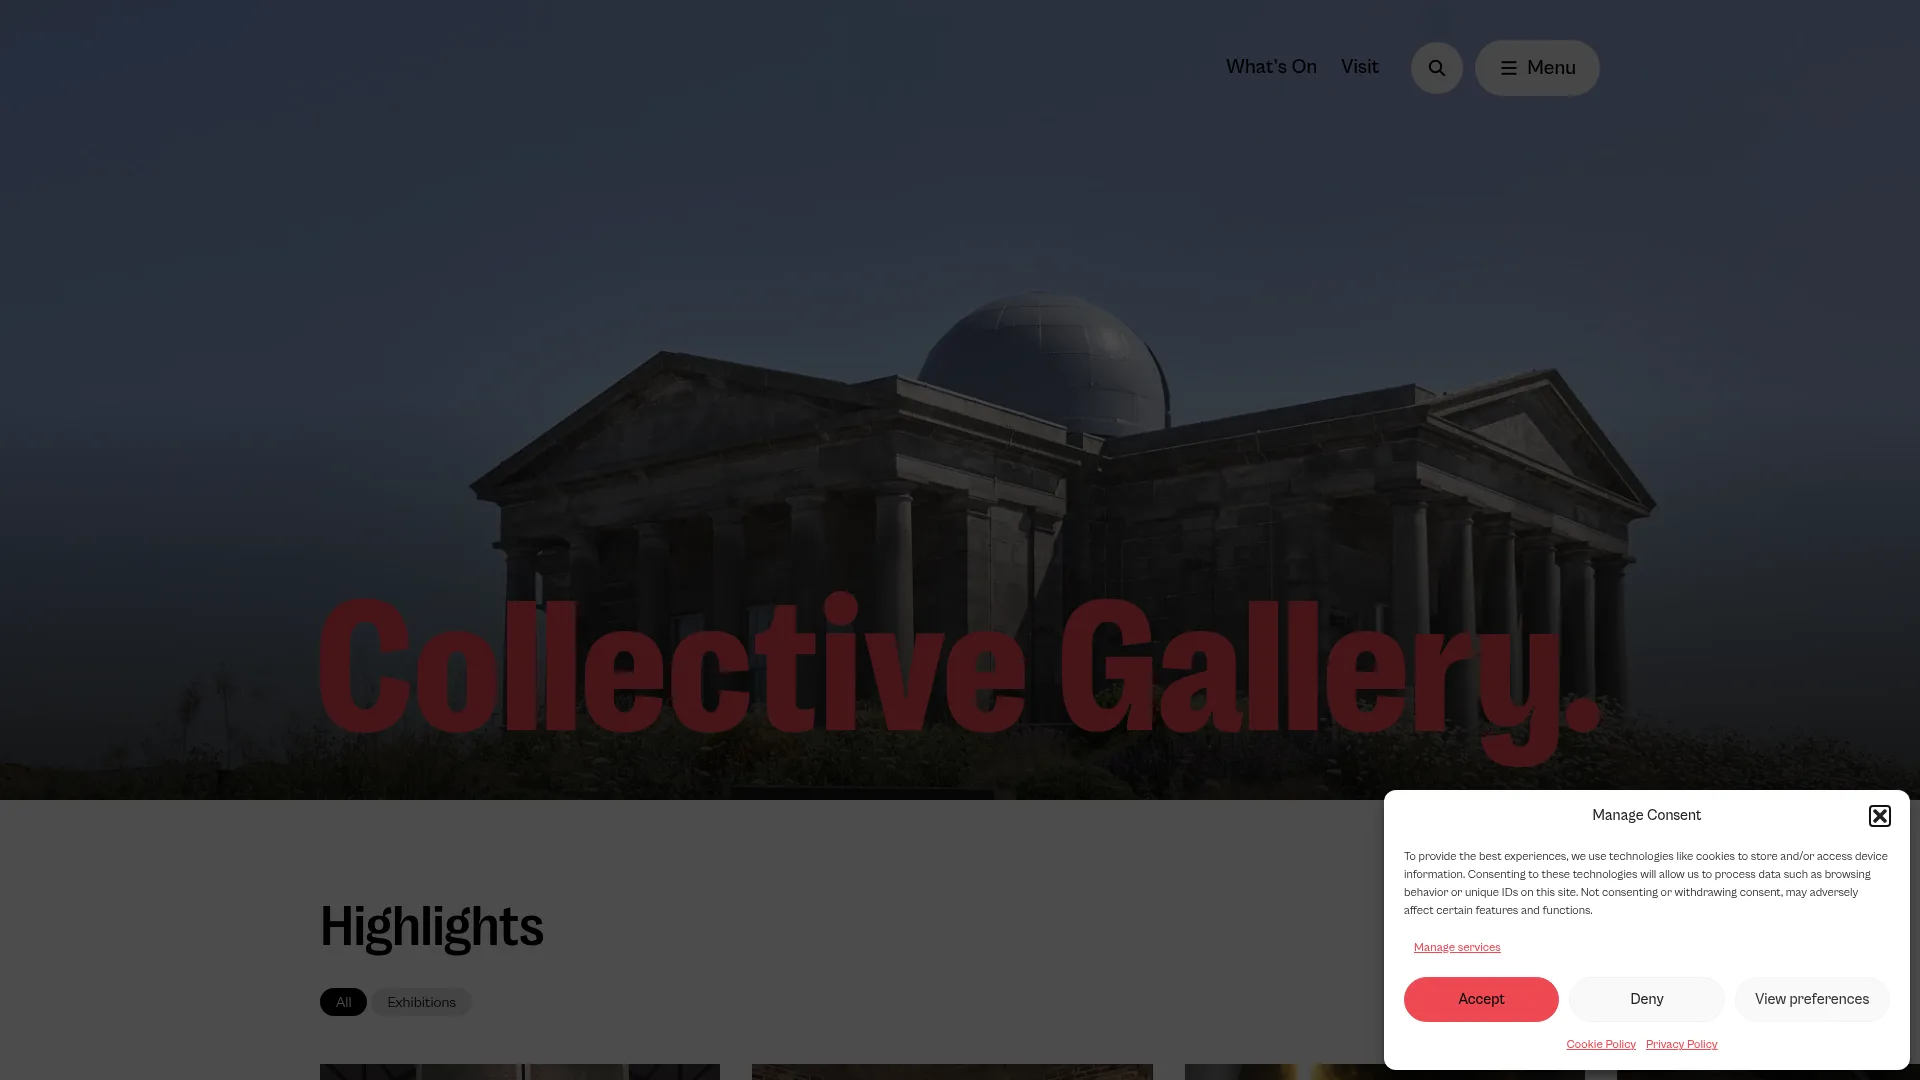 What's On
Visit
Menu
Collective Gallery.
Highlights
All
Exhibitions
Manage Consent
To provide the best experiences, we use technologies like cookies to store and/or access device
information. Consenting to these technologies will allow us to process data such as browsing
behavior or unique IDs on this site. Not consenting or withdrawing consent, may adversely
affect certain features and functions.
Manage services
Accept
Deny
View preferences
Cookie Policy
Privacy Policy